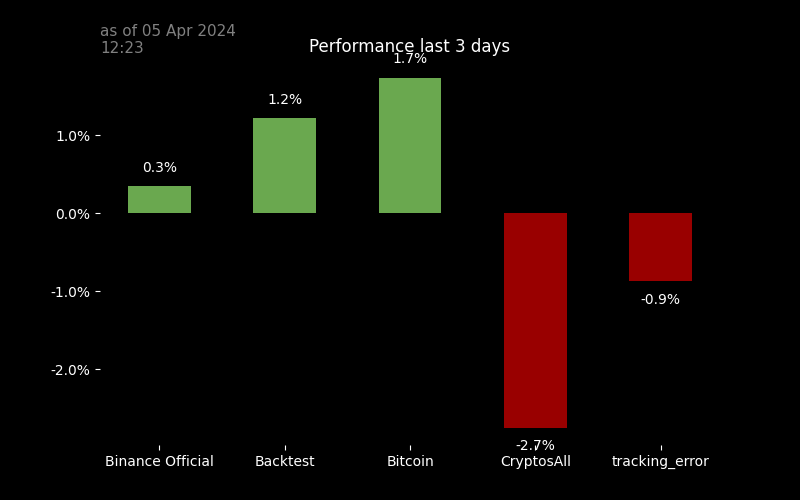 as of 05 Apr 2024
12:23
Performance last 3 days
1.7%
1.2%
1.0%
0.3%
0.0%
-1.0%
-0.9%
-2.0%
-2.7%
Binance Official
Backtest
Bitcoin
CryptosAll
tracking_error